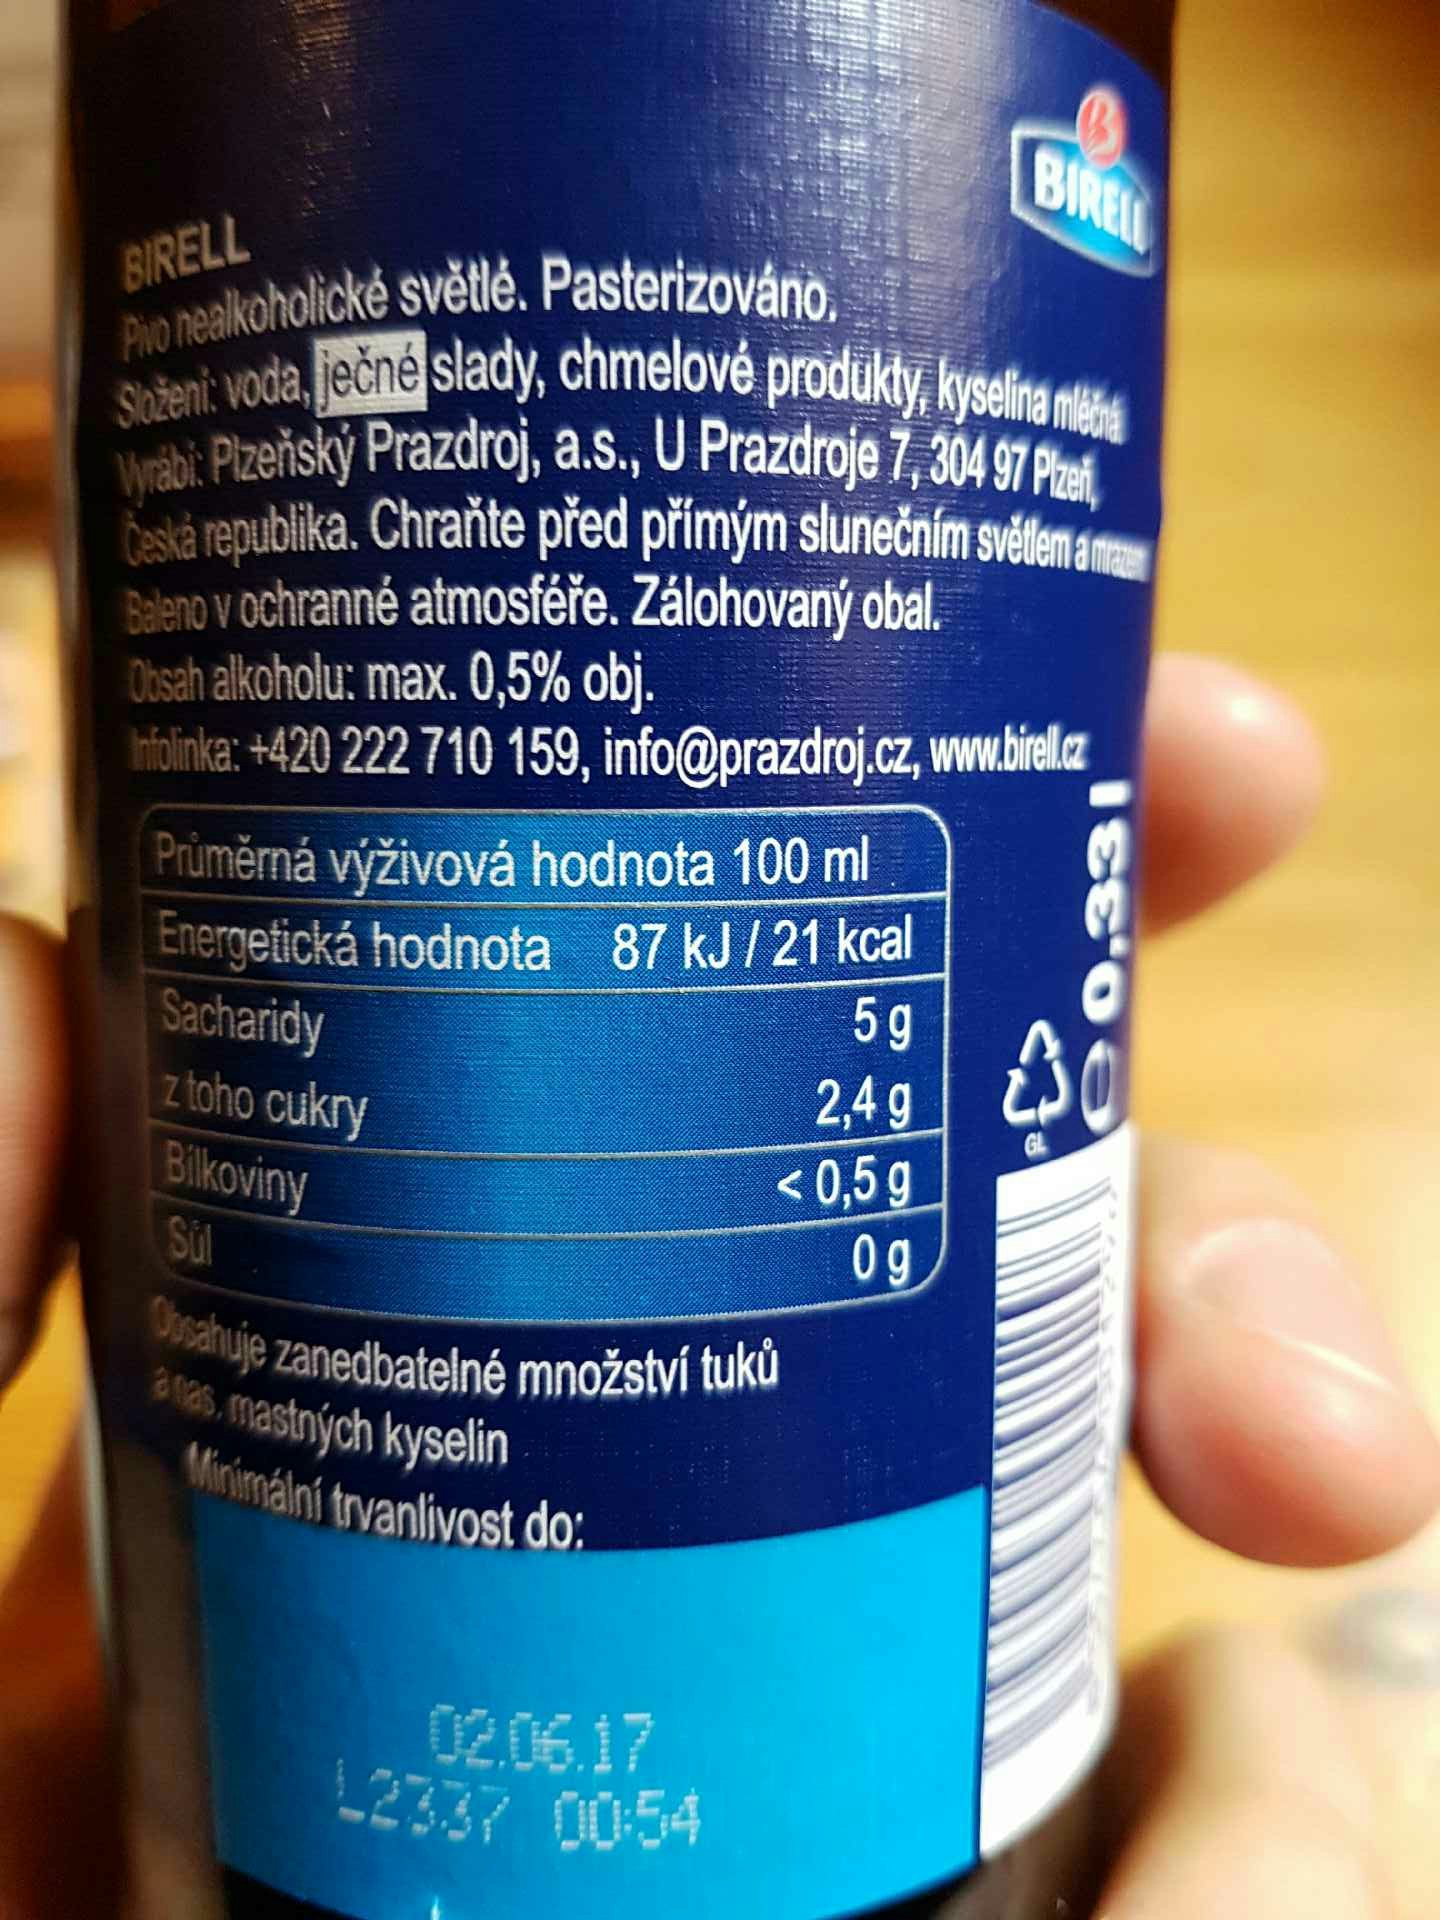 BIRELL
BIRELL
Pivo nealkoholické světlé. Pasterizováno.
Složení: voda, ječné slady, chmelové produkty, kyselina mléčná
Vyrábí: Plzeňský Prazdroj, a.s., U Prazdroje 7, 304 97 Plzeň,
Česká republika. Chraňte před přímým slunečním světlem a mrazem
Baleno v ochranné atmosféře. Zálohovaný obal.
Obsah alkoholu: max. 0,5% obj.
Infolinka: +420 222 710 159, info@prazdroj.cz, www.birell.cz
Průměrná výživová hodnota 100 ml
Energetická hodnota 87 kJ / 21 kcal
Sacharidy 5 g
z toho cukry 2,4 g
Bílkoviny < 0,5 g
Sůl 0 g
Obsahuje zanedbatelné množství tuků
a nas. mastných kyselin
Minimální trvanlivost do:
02.06.17
L2337 00:54
e 0,33 l
GL